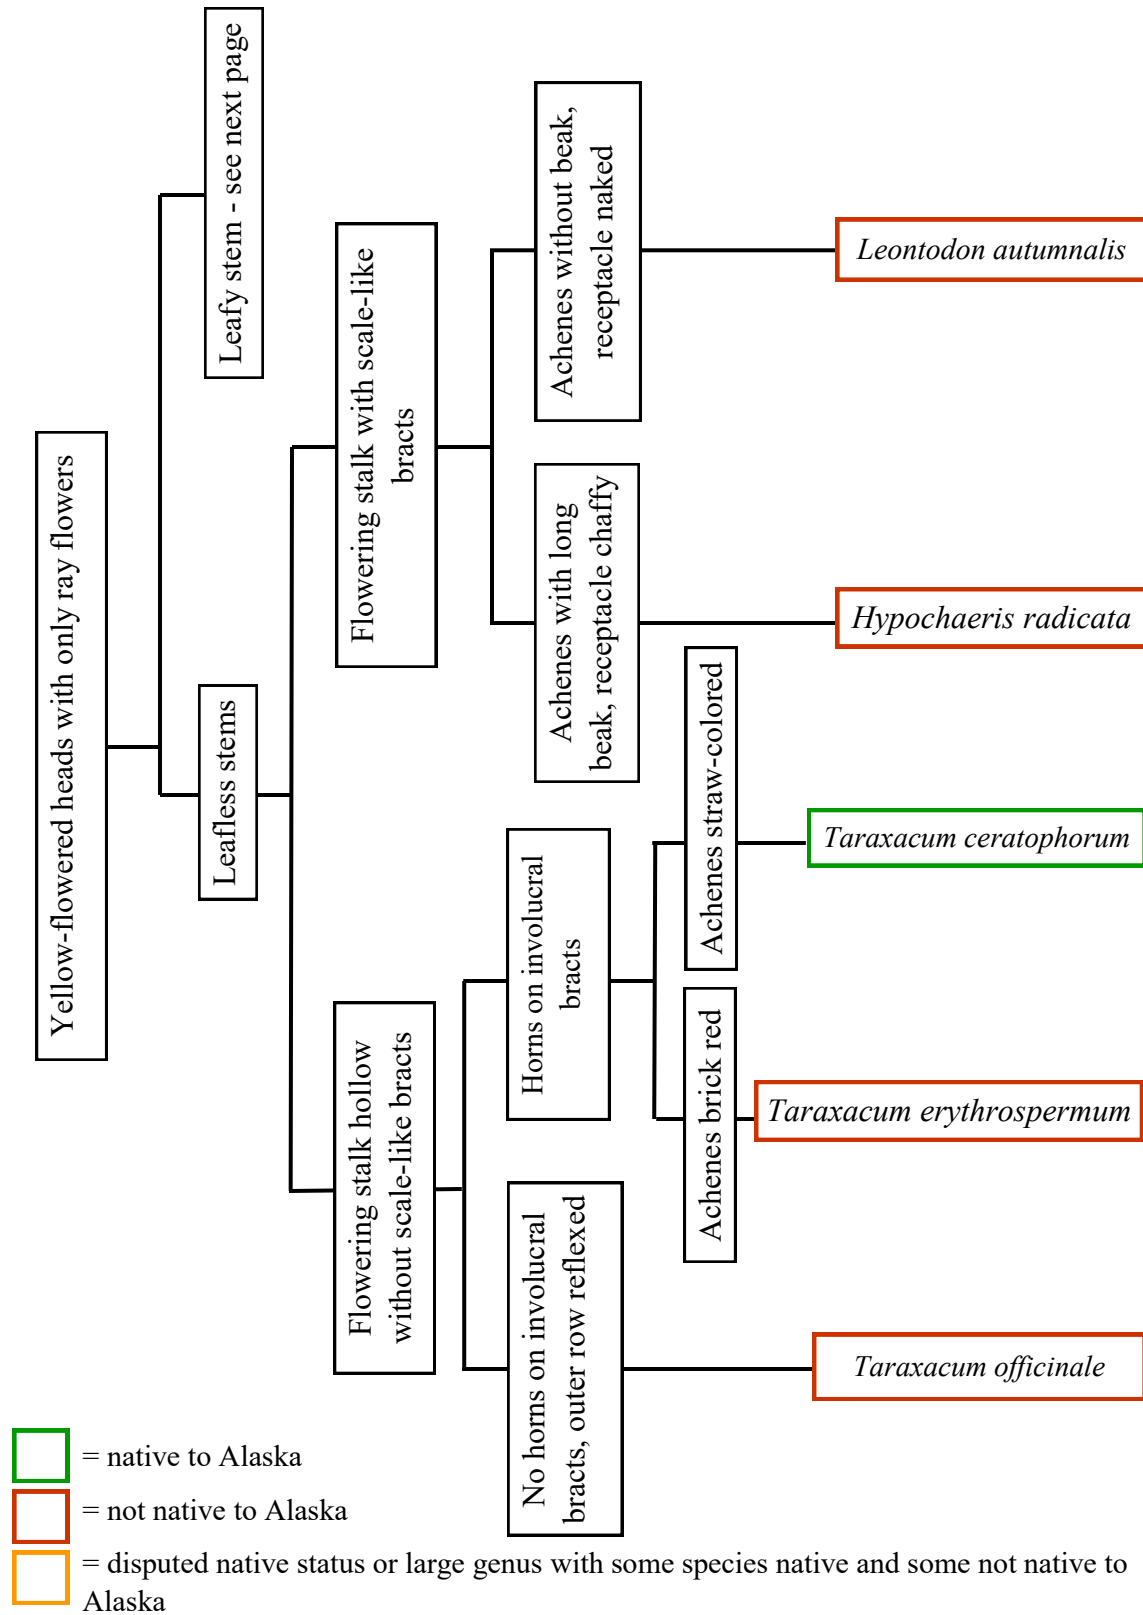 Yellow-flowered heads with only ray flowers
Leafy stem - see next page
Leafless stems
Flowering stalk with scale-like
bracts
Achenes without beak,
receptacle naked
Leontodon autumnalis
Achenes with long
beak, receptacle chaffy
Hypochaeris radicata
Flowering stalk hollow
without scale-like bracts
Horns on involucral
bracts
Achenes straw-colored
Taraxacum ceratophorum
Achenes brick red
Taraxacum erythrospermum
No horns on involucral
bracts, outer row reflexed
Taraxacum officinale
= native to Alaska
= not native to Alaska
= disputed native status or large genus with some species native and some not native to
Alaska